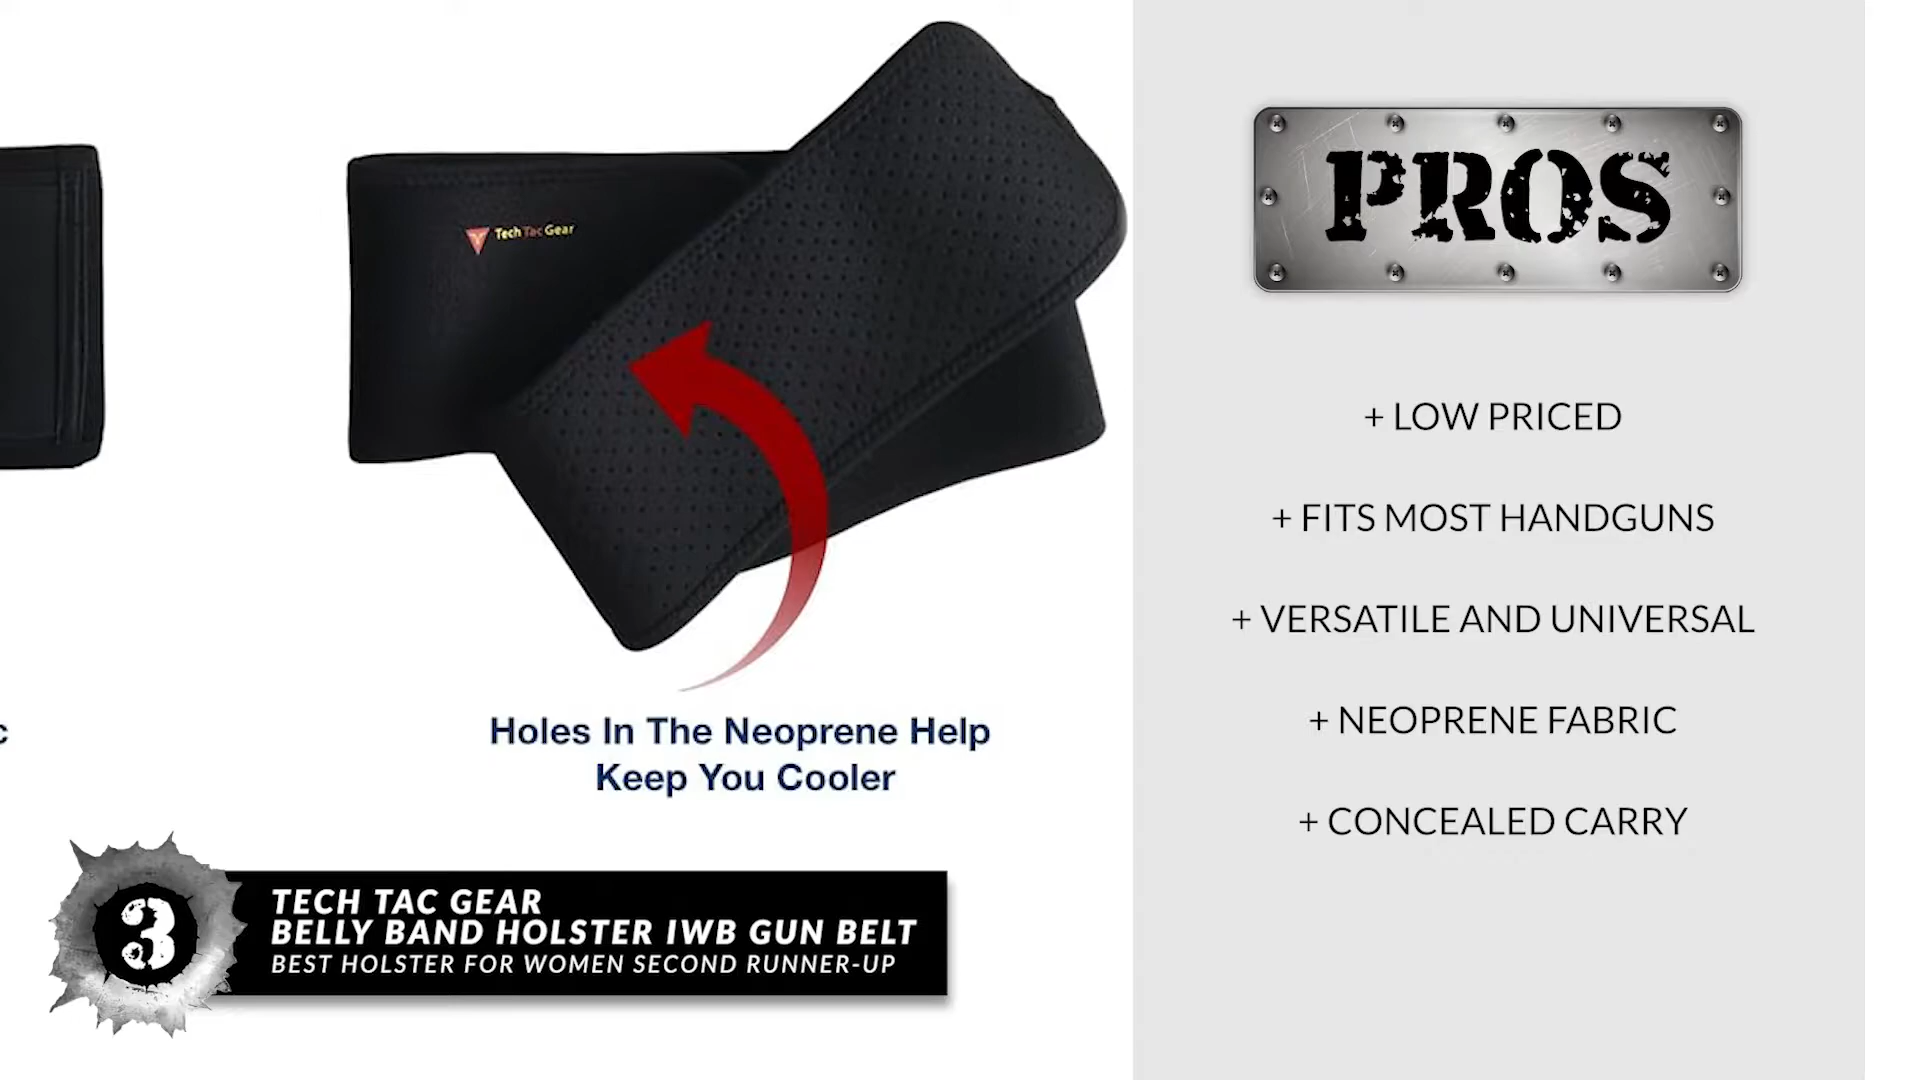 Tech Tac Gear
Holes In The Neoprene Help
Keep You Cooler
3
TECH TAC GEAR
BELLY BAND HOLSTER IWB GUN BELT
BEST HOLSTER FOR WOMEN SECOND RUNNER-UP
PROS
+ LOW PRICED
+ FITS MOST HANDGUNS
+ VERSATILE AND UNIVERSAL
+ NEOPRENE FABRIC
+ CONCEALED CARRY